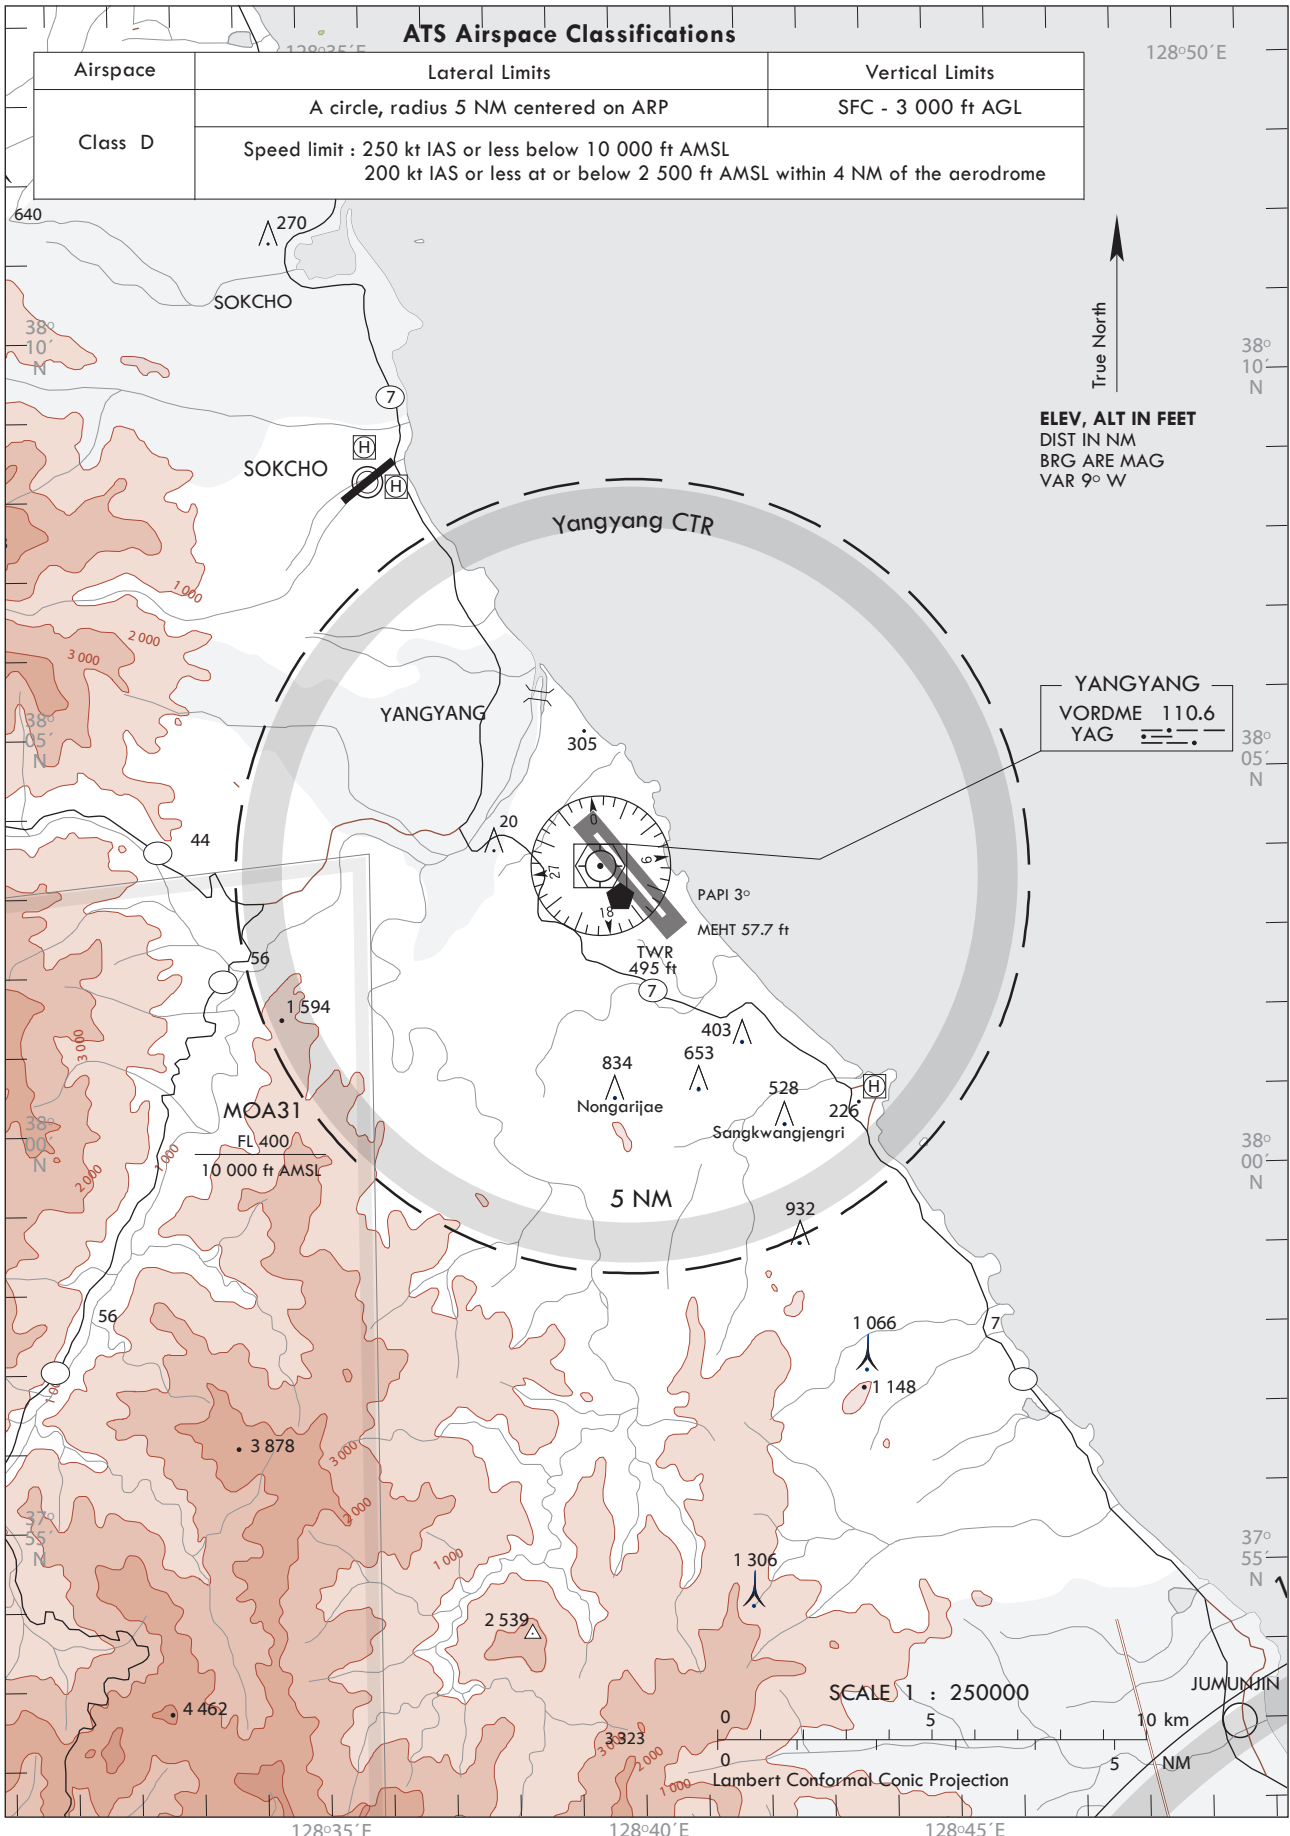 ATS Airspace Classifications
128°35´E
128°50´E
Airspace
Lateral Limits
Vertical Limits
Class D
A circle, radius 5 NM centered on ARP
SFC - 3 000 ft AGL
Speed limit : 250 kt IAS or less below 10 000 ft AMSL
200 kt IAS or less at or below 2 500 ft AMSL within 4 NM of the aerodrome
640
270
SOKCHO
38°
10´
N
True North
38°
10´
N
7
ELEV, ALT IN FEET
DIST IN NM
BRG ARE MAG
VAR 9° W
H
SOKCHO
H
Yangyang CTR
1 000
2 000
3 000
YANGYANG
VORDME 110.6
YAG
38°
05´
N
YANGYANG
305
38°
05´
N
20
44
0
9
27
18
PAPI 3°
MEHT 57.7 ft
TWR
495 ft
7
56
1 594
3 000
403
653
834
Nongarijae
528
H
226
Sangkwangjengri
MOA31
FL 400
10 000 ft AMSL
38°
00´
N
1 000
2 000
38°
00´
N
5 NM
932
56
1 066
7
1 148
3 878
3 000
2 000
1 000
37°
55´
N
37°
55´
N
1 306
2 539
4 462
3 323
2 000
1 000
JUMUNJIN
SCALE 1 : 250000
0
5
10 km
0
5
NM
Lambert Conformal Conic Projection
128°35´E
128°40´E
128°45´E